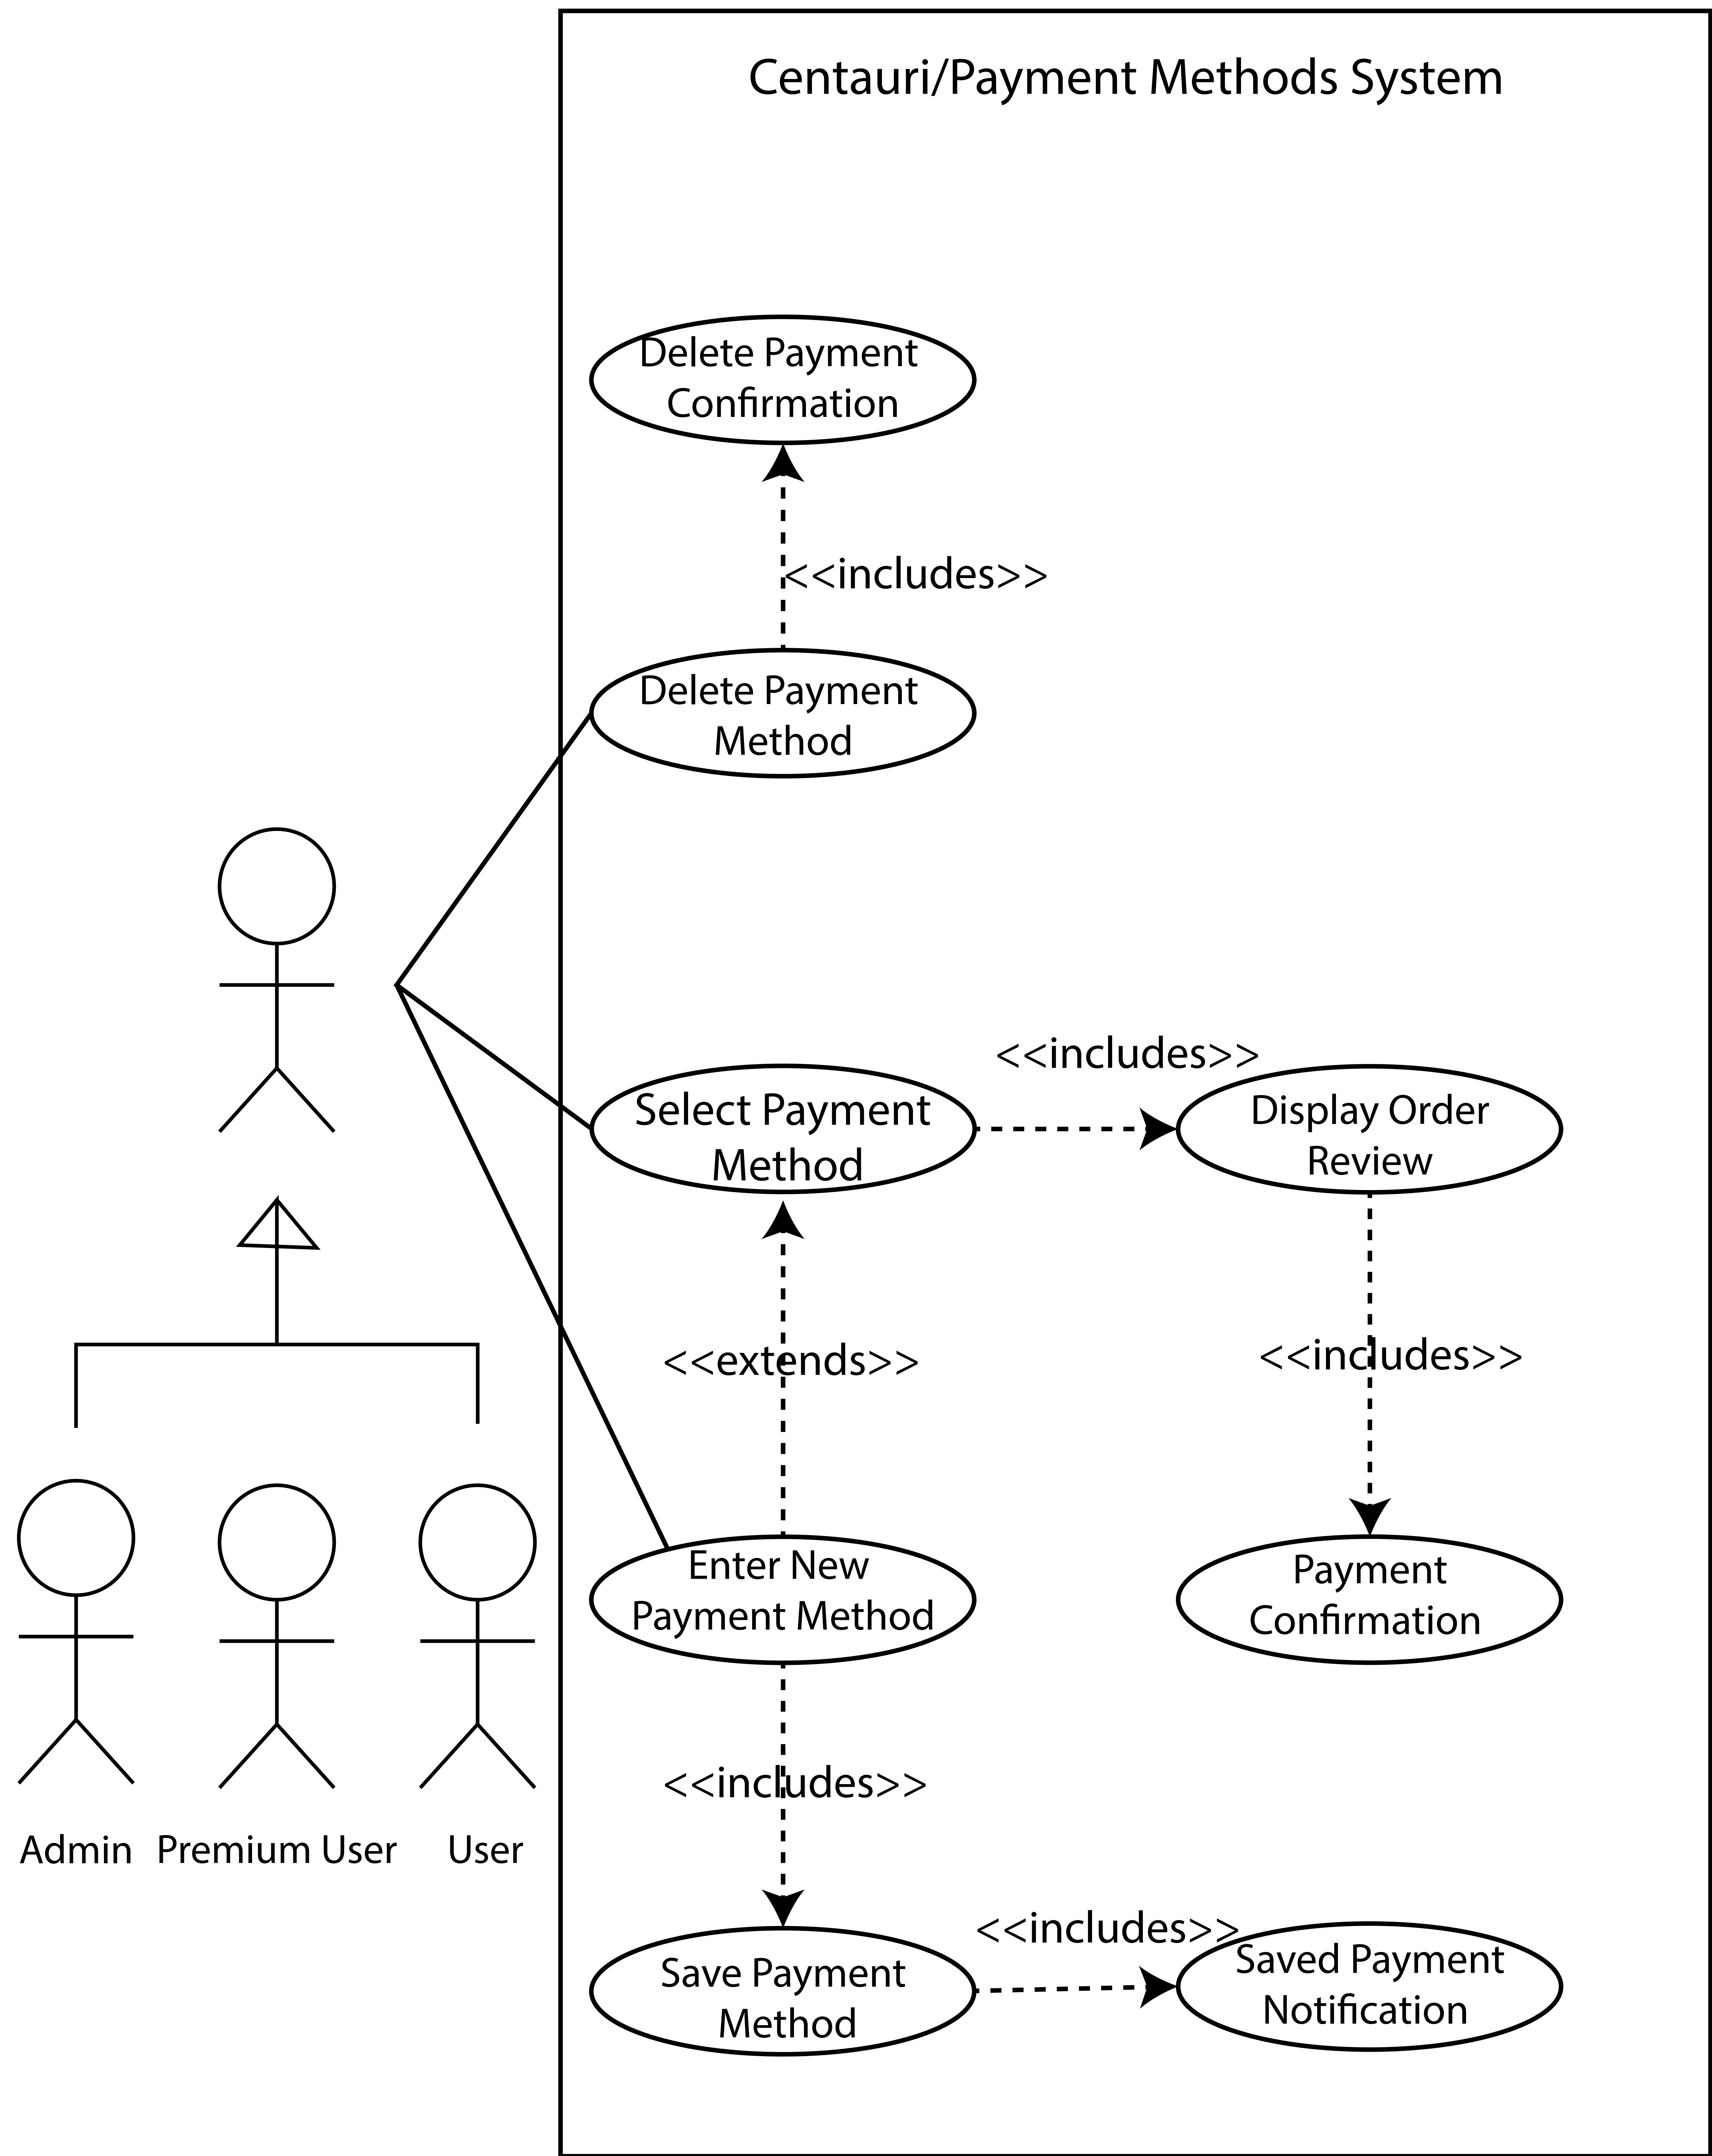 Centauri/Payment Methods System
Delete Payment
Confirmation
<<includes>>
Delete Payment
Method
<<includes>>
Select Payment
Method
Display Order
Review
<<extends>>
<<includes>>
Enter New
Payment Method
Payment
Confirmation
<<includes>>
Admin
Premium User
User
<<includes>>
Save Payment
Method
Saved Payment
Notification